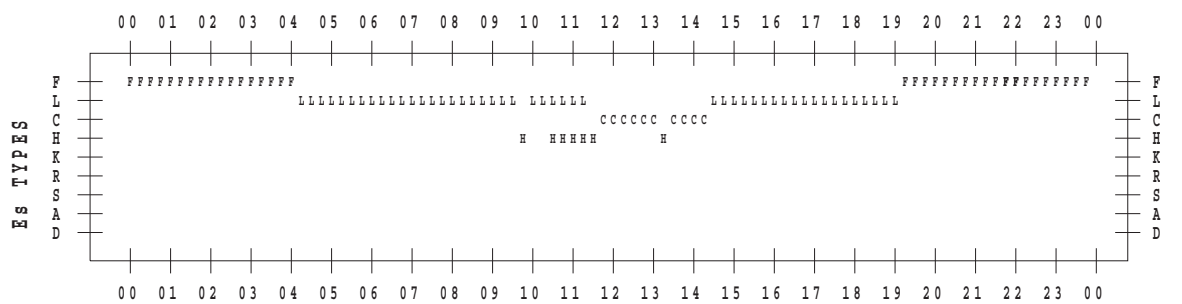 00 01 02 03 04 05 06 07 08 09 10 11 12 13 14 15 16 17 18 19 20 21 22 23 00
Es TYPES
F FFFFFFFFFFFFFFFFF FFFFFFFFFFFFFFFFFFF F
L LLLLLLLLLLLLLLLLLLLLLL LLLLLL LLLLLLLLLLLLLLLLLLL L
C CCCCCC CCCC C
H H HHHHH H H
K K
R R
S S
A A
D D
00 01 02 03 04 05 06 07 08 09 10 11 12 13 14 15 16 17 18 19 20 21 22 23 00